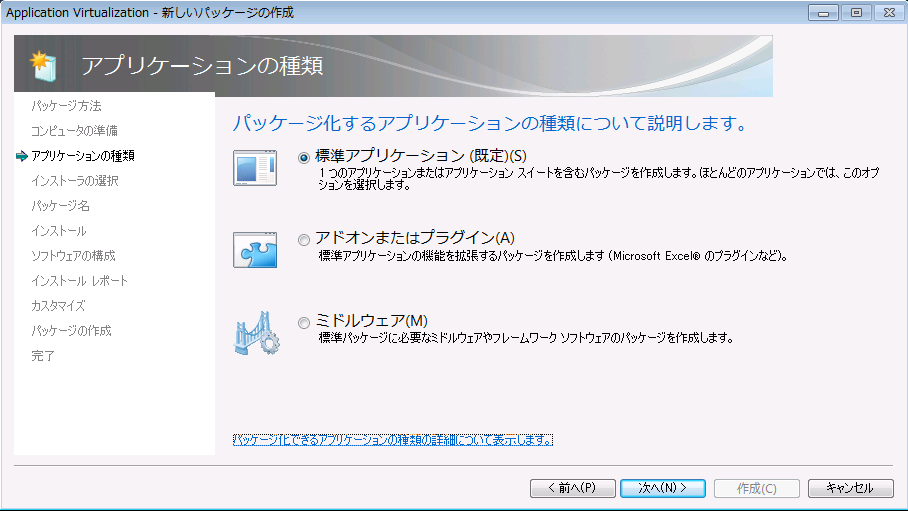 Application Virtualization - 新しいパッケージの作成
アプリケーションの種類
パッケージ方法
コンピュータの準備
アプリケーションの種類
インストーラの選択
パッケージ名
インストール
ソフトウェアの構成
インストール レポート
カスタマイズ
パッケージの作成
完了
パッケージ化するアプリケーションの種類について説明します。
標準アプリケーション (既定)(S)
1 つのアプリケーションまたはアプリケーション スイートを含むパッケージを作成します。ほとんどのアプリケーションでは、このオプ
ションを選択します。
アドオンまたはプラグイン(A)
標準アプリケーションの機能を拡張するパッケージを作成します (Microsoft Excel® のプラグインなど)。
ミドルウェア(M)
標準パッケージに必要なミドルウェアやフレームワーク ソフトウェアのパッケージを作成します。
パッケージ化できるアプリケーションの種類の詳細について表示します。
< 前へ(P)
次へ(N) >
作成(C)
キャンセル